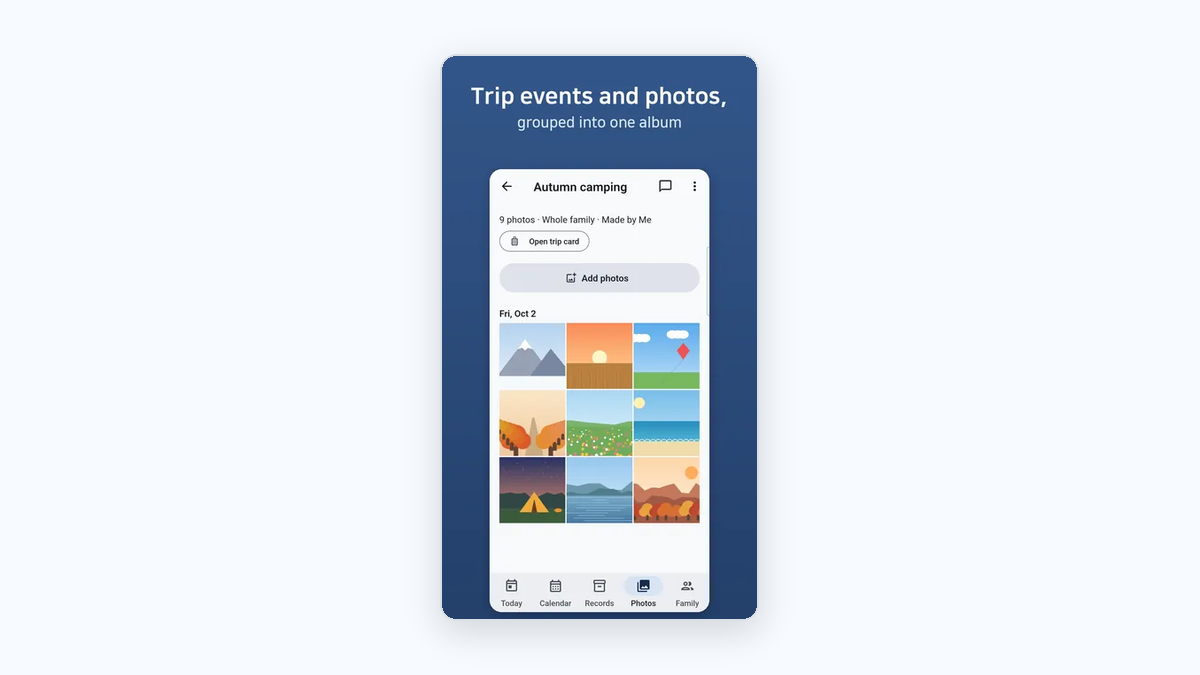 Trip events and photos,
grouped into one album
Autumn camping
9 photos · Whole family · Made by Me
Open trip card
Add photos
Fri, Oct 2
Today Calendar Records Photos Family